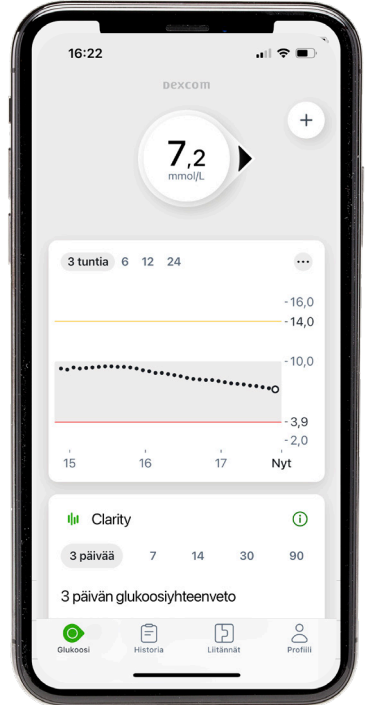 16:22
Dexcom
7,2
mmol/L
3 tuntia 6 12 24
16,0
14,0
10,0
3,9
2,0
15 16 17 Nyt
Clarity
3 päivää 7 14 30 90
3 päivän glukoosiyhteenveto
Glukoosi Historia Liitännät Profiili